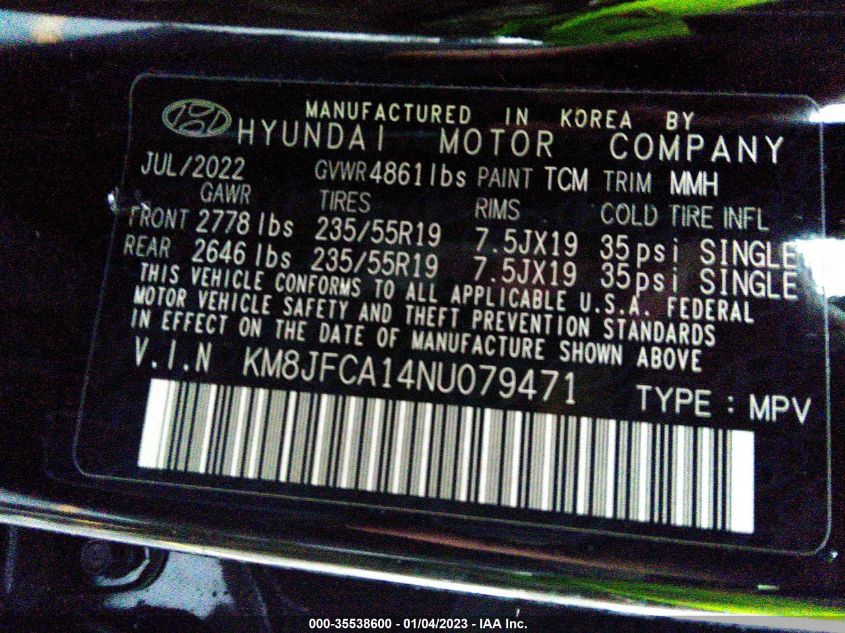 MANUFACTURED IN KOREA BY
HYUNDAI MOTOR COMPANY
JUL/2022 GVWR4861lbs PAINT TCM TRIM MMH
GAWR TIRES RIMS COLD TIRE INFL
FRONT 2778 lbs 235/55R19 7.5JX19 35psi SINGLE
REAR 2646 lbs 235/55R19 7.5JX19 35psi SINGLE
THIS VEHICLE CONFORMS TO ALL APPLICABLE U.S.A. FEDERAL
MOTOR VEHICLE SAFETY AND THEFT PREVENTION STANDARDS
IN EFFECT ON THE DATE OF MANUFACTURE SHOWN ABOVE
V.I.N KM8JFCA14NU079471 TYPE : MPV
000-35538600 - 01/04/2023 - IAA Inc.